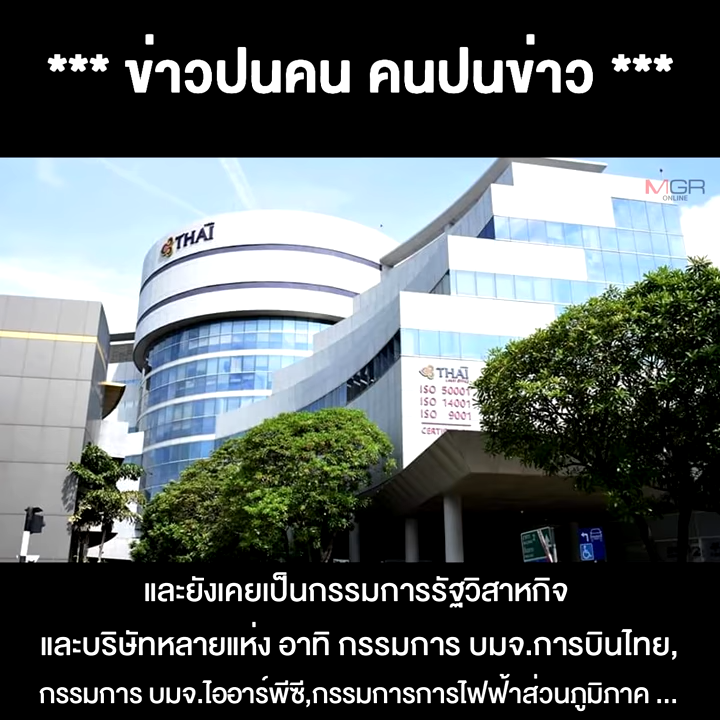 *** ข่าวปนคน คนปนข่าว ***
MGR
ONLINE
THAI
THAI
ISO 50001
ISO 14001
ISO 9001
CERTI
และยังเคยเป็นกรรมการรัฐวิสาหกิจ
และบริษัทหลายแห่ง อาทิ กรรมการ บมจ.การบินไทย,
กรรมการ บมจ.ไออาร์พีซี,กรรมการการไฟฟ้าส่วนภูมิภาค ...